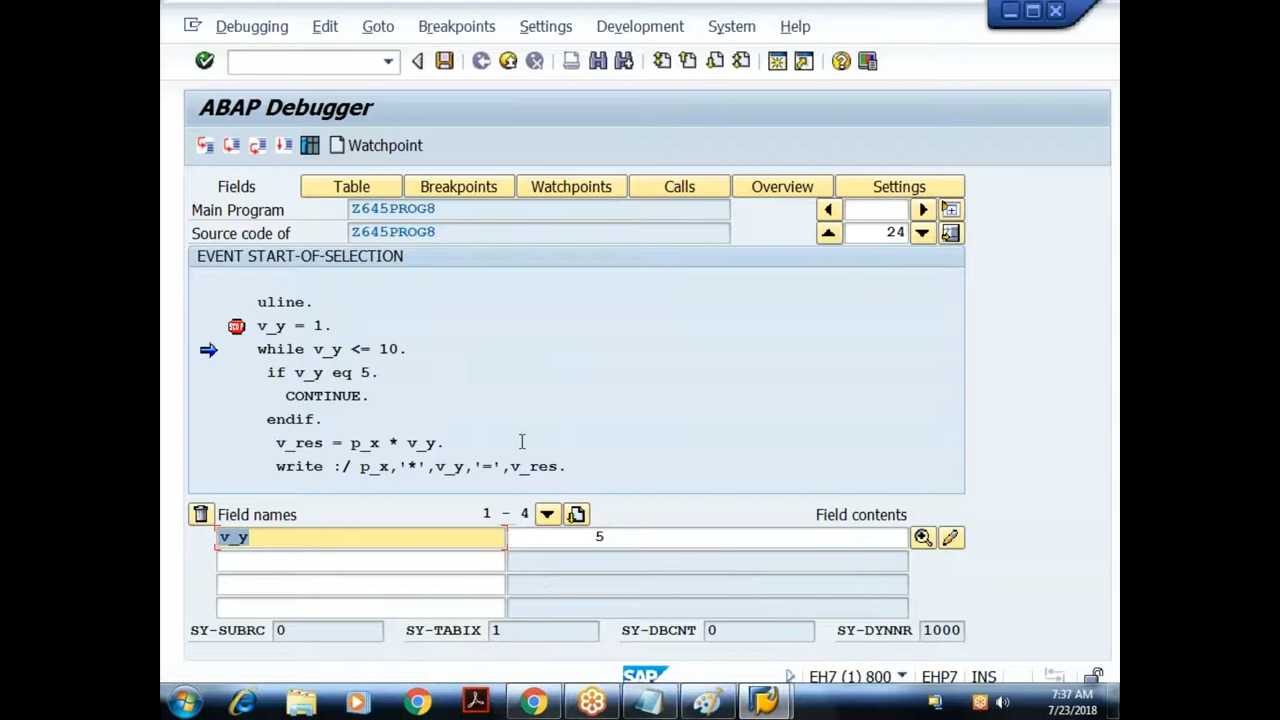 Debugging Edit Goto Breakpoints Settings Development System Help
ABAP Debugger
Watchpoint
Fields Table Breakpoints Watchpoints Calls Overview Settings
Main Program Z645PROG8
Source code of Z645PROG8 24
EVENT START-OF-SELECTION
uline.
STOP v_y = 1.
while v_y <= 10.
if v_y eq 5.
CONTINUE.
endif.
v_res = p_x * v_y.
write :/ p_x,'*',v_y,'=',v_res.
Field names 1 - 4 Field contents
v_y 5
SY-SUBRC 0 SY-TABIX 1 SY-DBCNT 0 SY-DYNNR 1000
SAP EH7 (1) 800 EHP7 INS
7:37 AM
7/23/2018